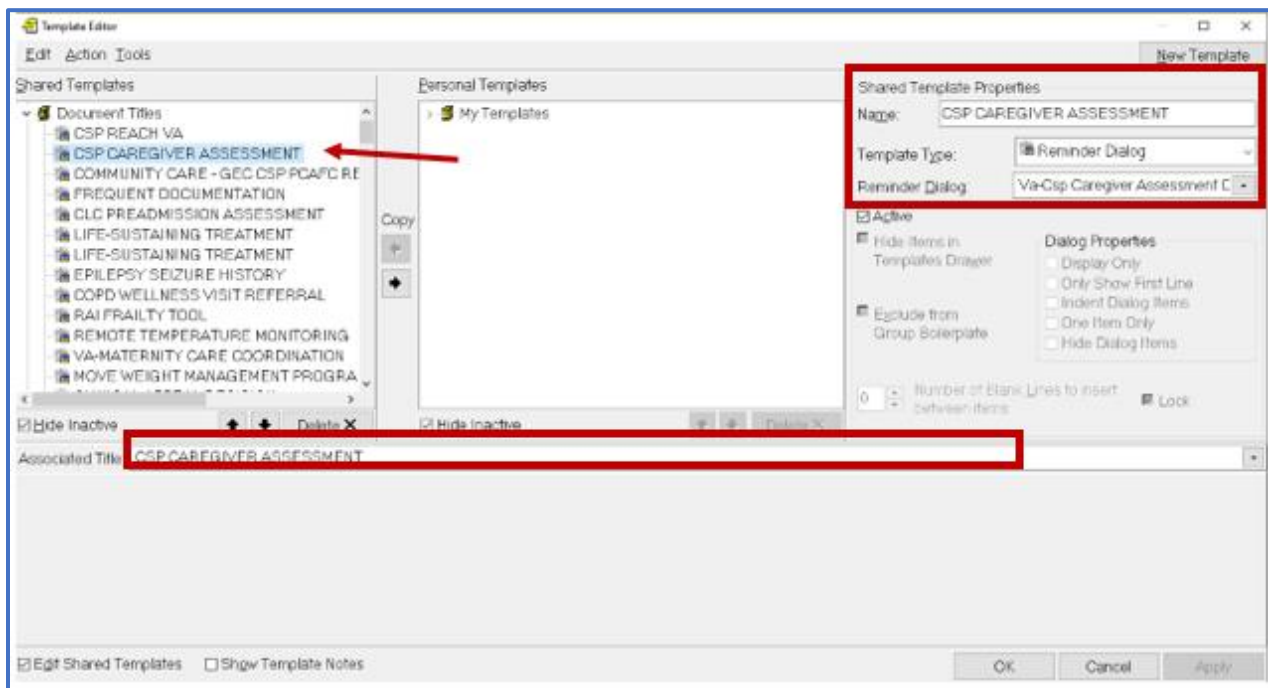 Template Editor
Edit Action Tools
New Template
Shared Templates
Document Titles
CSP REACH VA
CSP CAREGIVER ASSESSMENT
COMMUNITY CARE - GEC CSP PCAFC RE
FREQUENT DOCUMENTATION
CLC PREADMISSION ASSESSMENT
LIFE-SUSTAINING TREATMENT
LIFE-SUSTAINING TREATMENT
EPILEPSY SEIZURE HISTORY
COPD WELLNESS VISIT REFERRAL
RAI FRAILTY TOOL
REMOTE TEMPERATURE MONITORING
VA-MATERNITY CARE COORDINATION
MOVE WEIGHT MANAGEMENT PROGRA
Hide Inactive Delete X
Copy
Personal Templates
My Templates
Hide Inactive Delete X
Shared Template Properties
Name: CSP CAREGIVER ASSESSMENT
Template Type: Reminder Dialog
Reminder Dialog: Va-Csp Caregiver Assessment D
Active
Hide Items in
Templates Drawer
Exclude from
Group Boilerplate
Dialog Properties
Display Only
Only Show First Line
Indent Dialog Items
One Item Only
Hide Dialog Items
0 Number of Blank Lines to insert
between items
Lock
Associated Title: CSP CAREGIVER ASSESSMENT
Edit Shared Templates Show Template Notes
OK Cancel Apply